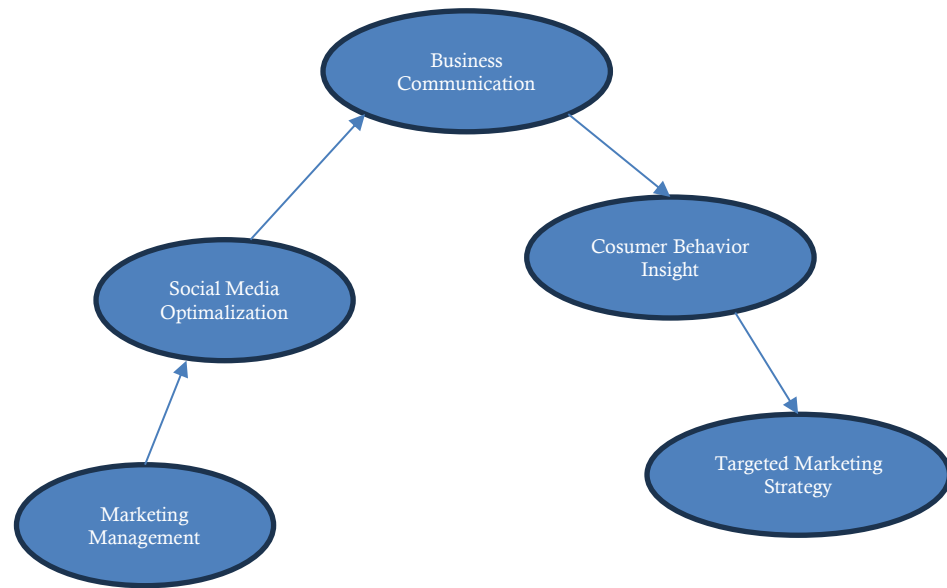 Business
Communication
Cosumer Behavior
Insight
Social Media
Optimalization
Targeted Marketing
Strategy
Marketing
Management